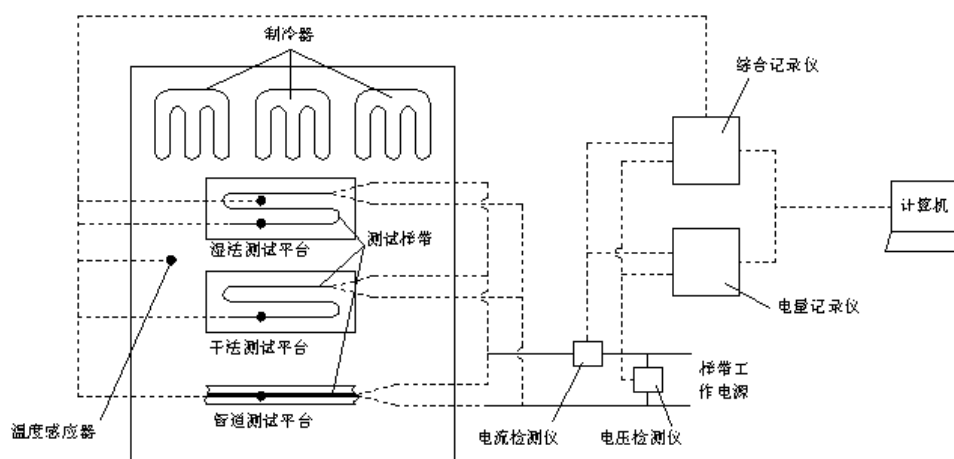 制冷器
综合记录仪
计算机
湿法测试平台
测试样带
电量记录仪
干法测试平台
样带工
作电源
管道测试平台
温度感应器
电流检测仪
电压检测仪